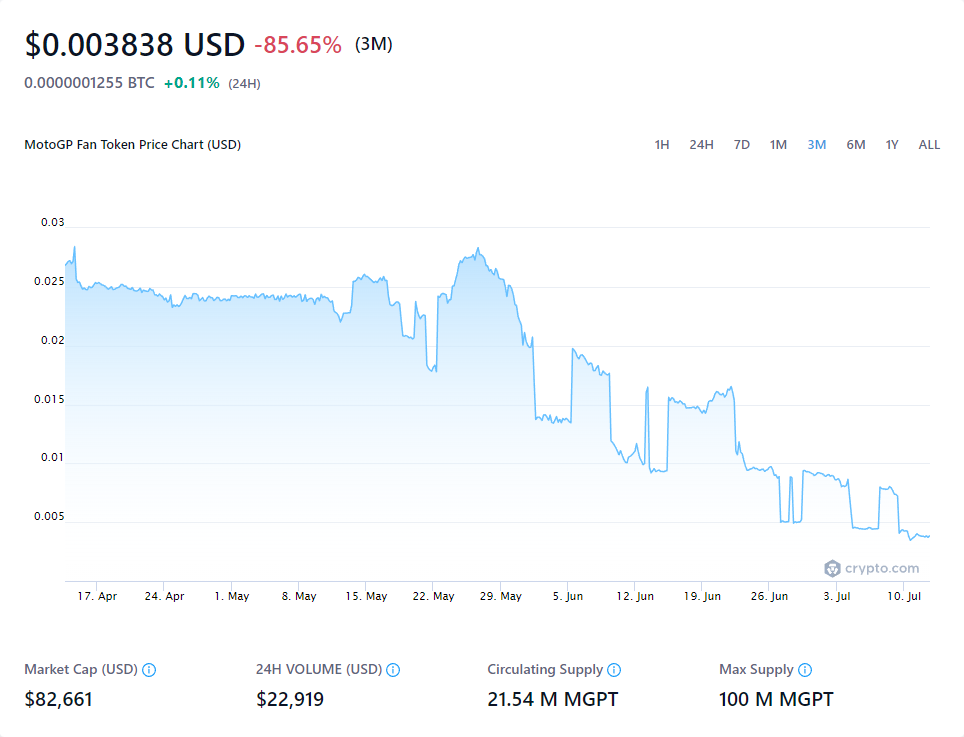 $0.003838 USD -85.65% (3M)
0.0000001255 BTC +0.11% (24H)
MotoGP Fan Token Price Chart (USD) 1H 24H 7D 1M 3M 6M 1Y ALL
0.03
0.025
0.02
0.015
0.01
0.005
crypto.com
17. Apr 24. Apr 1. May 8. May 15. May 22. May 29. May 5. Jun 12. Jun 19. Jun 26. Jun 3. Jul 10. Jul
Market Cap (USD) 24H VOLUME (USD) Circulating Supply Max Supply
$82,661 $22,919 21.54 M MGPT 100 M MGPT